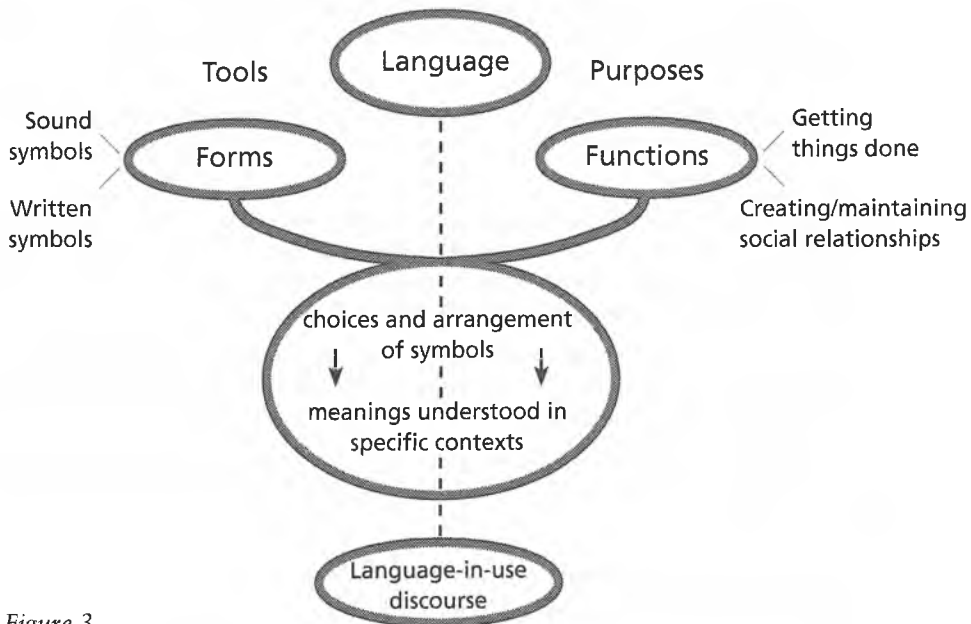 Language
Tools
Purposes
Sound
symbols
Forms
Written
symbols
Functions
Getting
things done
Creating/maintaining
social relationships
choices and arrangement
of symbols
meanings understood in
specific contexts
Language-in-use
discourse
Figure 3